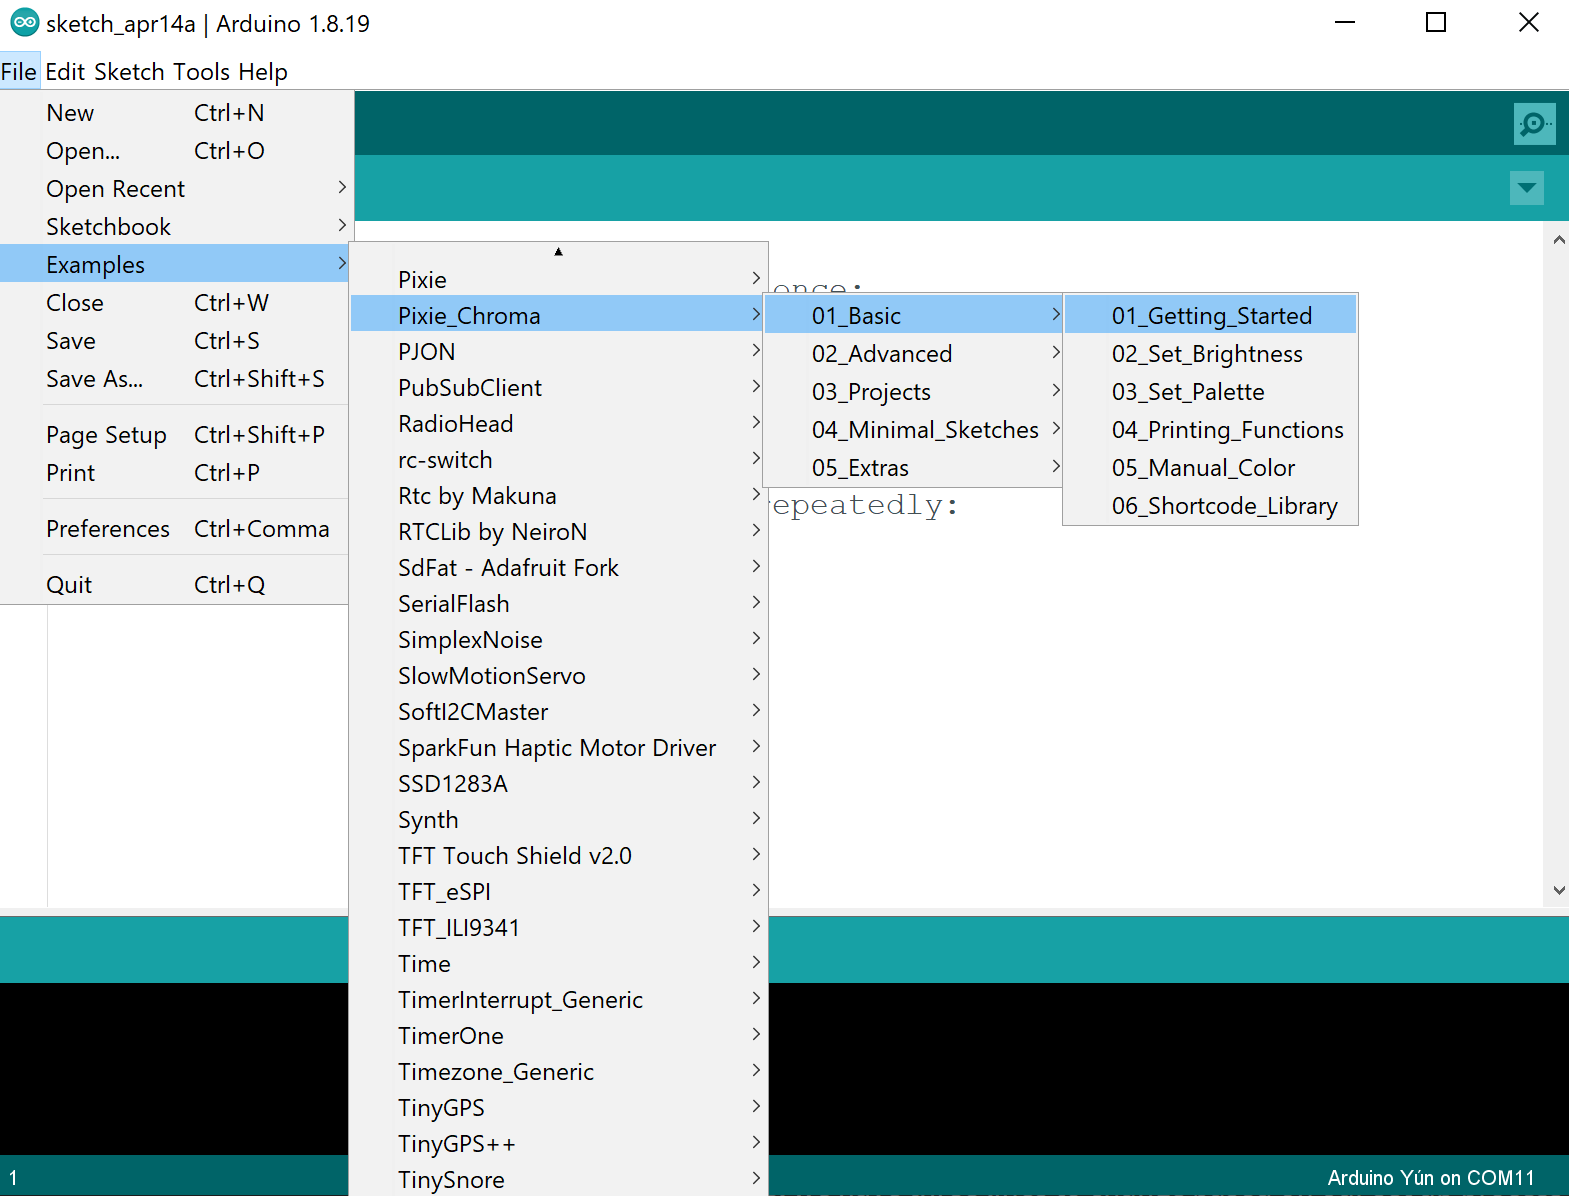 sketch_apr14a | Arduino 1.8.19
File Edit Sketch Tools Help
New Ctrl+N
Open... Ctrl+O
Open Recent
Sketchbook
Examples
Close Ctrl+W
Save Ctrl+S
Save As... Ctrl+Shift+S
Page Setup Ctrl+Shift+P
Print Ctrl+P
Preferences Ctrl+Comma
Quit Ctrl+Q
Pixie
Pixie_Chroma
PJON
PubSubClient
RadioHead
rc-switch
Rtc by Makuna
RTCLib by NeiroN
SdFat - Adafruit Fork
SerialFlash
SimplexNoise
SlowMotionServo
SoftI2CMaster
SparkFun Haptic Motor Driver
SSD1283A
Synth
TFT Touch Shield v2.0
TFT_eSPI
TFT_ILI9341
Time
TimerInterrupt_Generic
TimerOne
Timezone_Generic
TinyGPS
TinyGPS++
TinySnore
once:
01_Basic
02_Advanced
03_Projects
04_Minimal_Sketches
05_Extras
01_Getting_Started
02_Set_Brightness
03_Set_Palette
04_Printing_Functions
05_Manual_Color
06_Shortcode_Library
repeatedly:
1
Arduino Yún on COM11